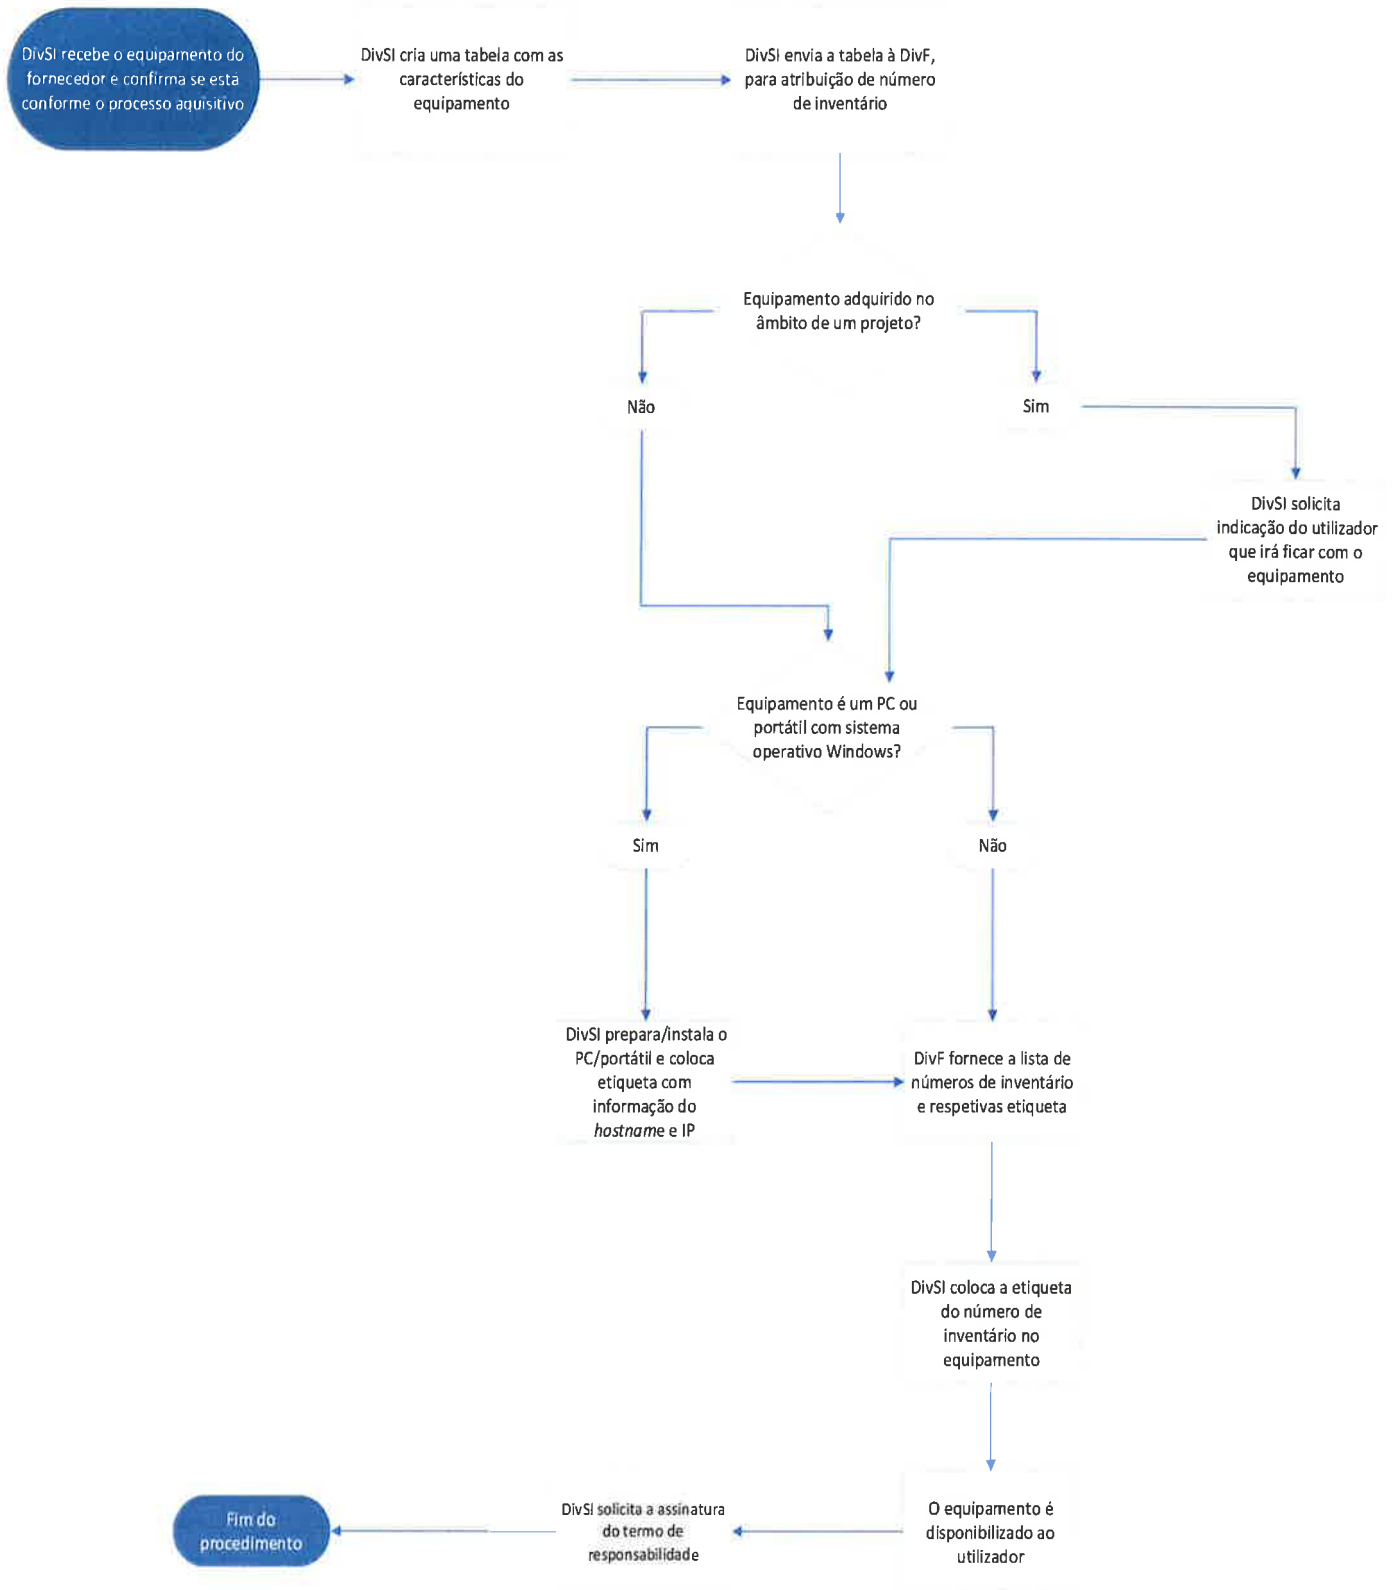 DivSI recebe o equipamento do
fornecedor e confirma se está
conforme o processo aquisitivo
DivSI cria uma tabela com as
características do
equipamento
DivSI envia a tabela à DivF,
para atribuição de número
de inventário
Equipamento adquirido no
âmbito de um projeto?
Não
Sim
DivSI solicita
indicação do utilizador
que irá ficar com o
equipamento
Equipamento é um PC ou
portátil com sistema
operativo Windows?
Sim
Não
DivSI prepara/instala o
PC/portátil e coloca
etiqueta com
informação do
hostname e IP
DivF fornece a lista de
números de inventário
e respetivas etiqueta
DivSI coloca a etiqueta
do número de
inventário no
equipamento
O equipamento é
disponibilizado ao
utilizador
DivSI solicita a assinatura
do termo de
responsabilidade
Fim do
procedimento